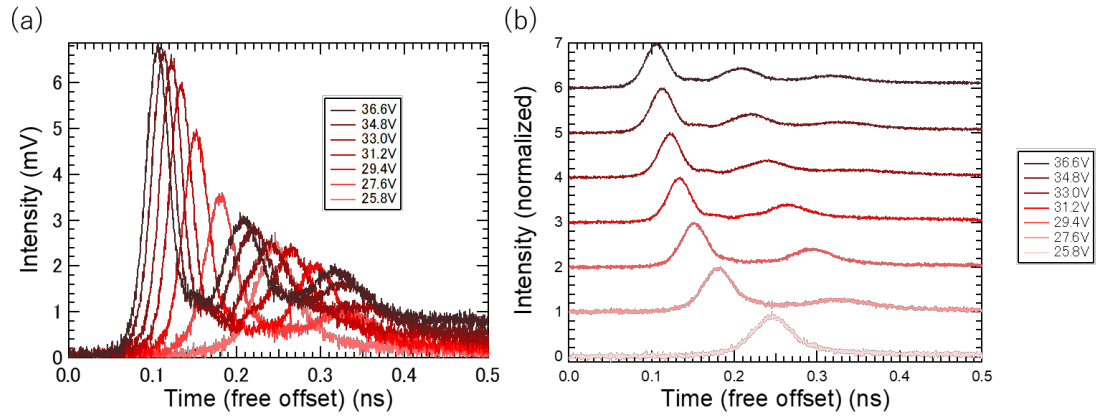 (a)
(b)
Intensity (mV)
6
5
4
3
2
1
0
0.0 0.1 0.2 0.3 0.4 0.5
Time (free offset) (ns)
36.6V
34.8V
33.0V
31.2V
29.4V
27.6V
25.8V
Intensity (normalized)
7
6
5
4
3
2
1
0
0.0 0.1 0.2 0.3 0.4 0.5
Time (free offset) (ns)
36.6V
34.8V
33.0V
31.2V
29.4V
27.6V
25.8V